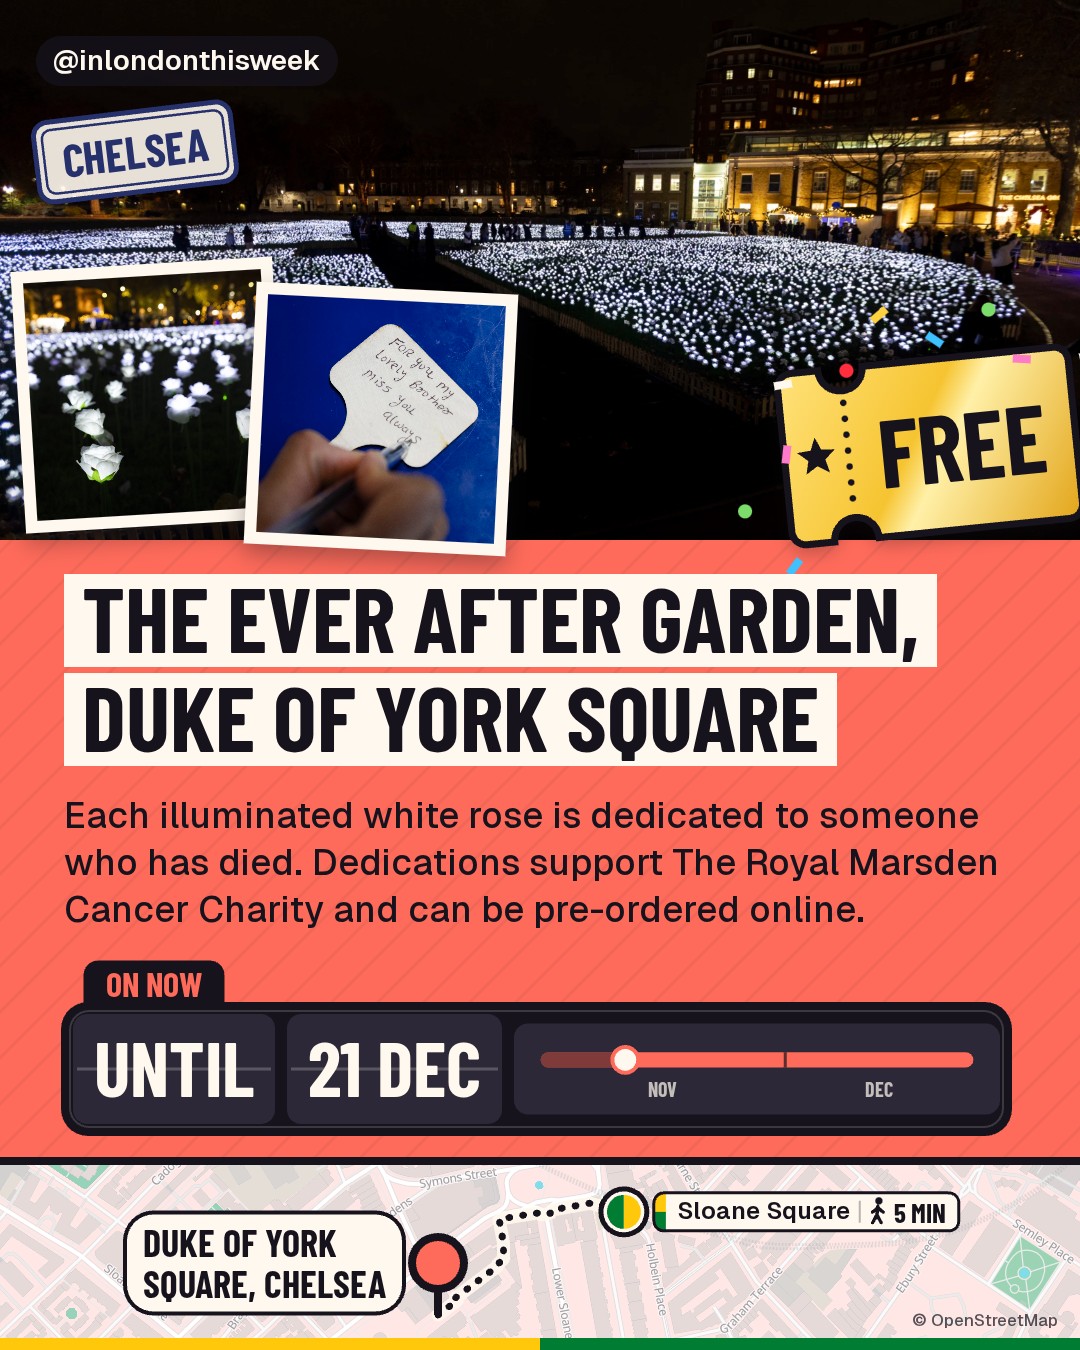 @inlondonthisweek
CHELSEA
THE CHELSEA
FOR you my
lovely Brother
miss you
always
FREE
THE EVER AFTER GARDEN,
DUKE OF YORK SQUARE
Each illuminated white rose is dedicated to someone
who has died. Dedications support The Royal Marsden
Cancer Charity and can be pre-ordered online.
ON NOW
UNTIL 21 DEC
NOV DEC
Symons Street
Sloane Square | 5 MIN
DUKE OF YORK
SQUARE, CHELSEA
Lower Sloane
Holbein Place
Graham Terrace
Ebury Street
Semley Place
© OpenStreetMap